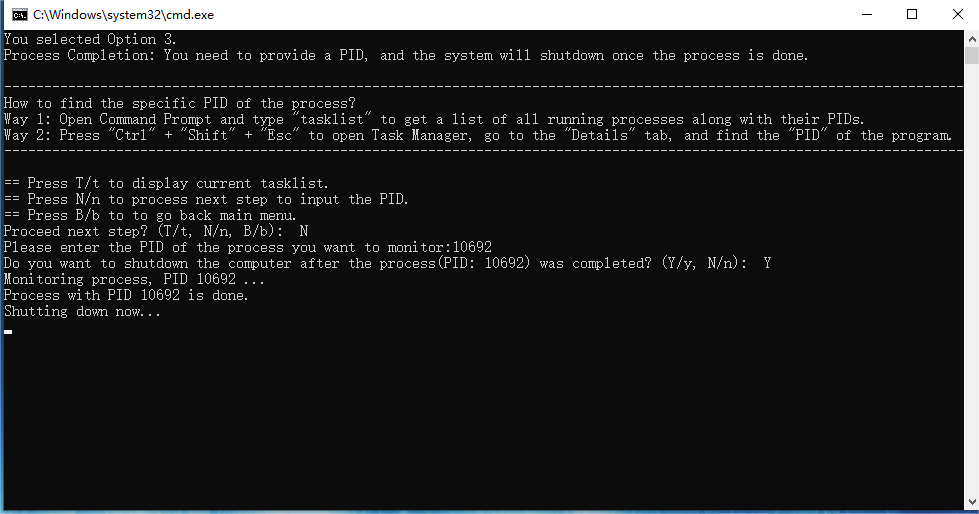 C:\Windows\system32\cmd.exe
You selected Option 3.
Process Completion: You need to provide a PID, and the system will shutdown once the process is done.
------------------------------------------------------------------------------------------------------------------------
How to find the specific PID of the process?
Way 1: Open Command Prompt and type "tasklist" to get a list of all running processes along with their PIDs.
Way 2: Press "Ctrl" + "Shift" + "Esc" to open Task Manager, go to the "Details" tab, and find the "PID" of the program.
------------------------------------------------------------------------------------------------------------------------
== Press T/t to display current tasklist.
== Press N/n to process next step to input the PID.
== Press B/b to to go back main menu.
Proceed next step? (T/t, N/n, B/b):  N
Please enter the PID of the process you want to monitor:10692
Do you want to shutdown the computer after the process(PID: 10692) was completed? (Y/y, N/n):  Y
Monitoring process, PID 10692 ...
Process with PID 10692 is done.
Shutting down now...